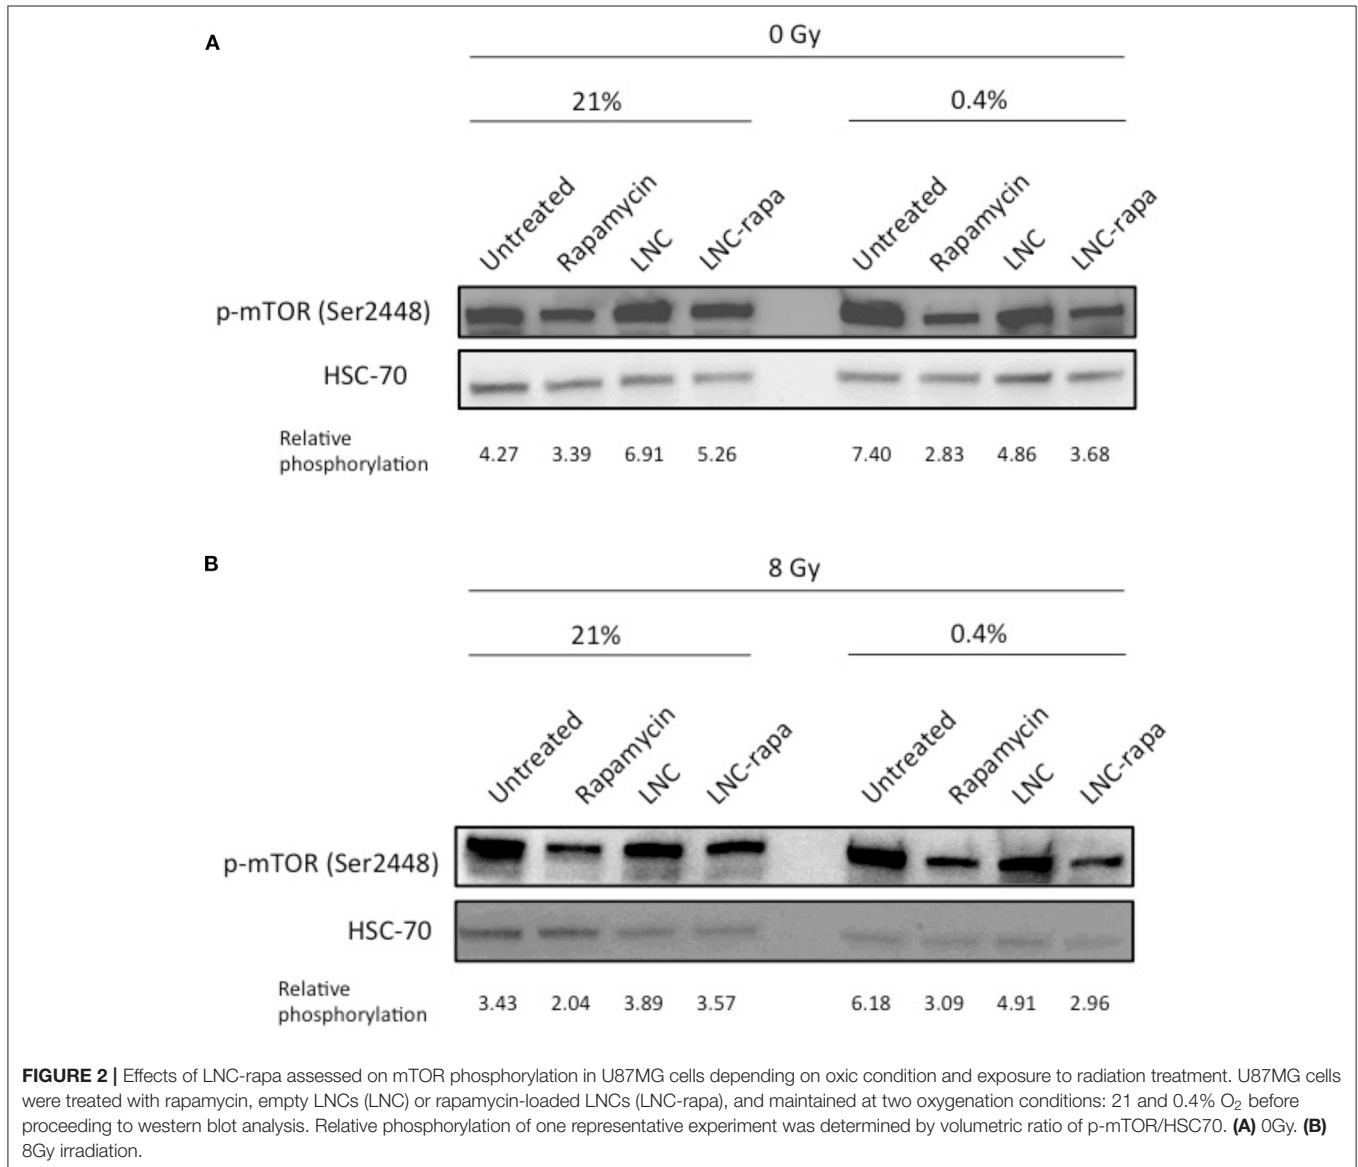 A
0 Gy
21%
0.4%
Untreated
Rapamycin
LNC
LNC-rapa
Untreated
Rapamycin
LNC
LNC-rapa
p-mTOR (Ser2448)
HSC-70
Relative
phosphorylation
4.27 3.39 6.91 5.26 7.40 2.83 4.86 3.68
B
8 Gy
21%
0.4%
Untreated
Rapamycin
LNC
LNC-rapa
Untreated
Rapamycin
LNC
LNC-rapa
p-mTOR (Ser2448)
HSC-70
Relative
phosphorylation
3.43 2.04 3.89 3.57 6.18 3.09 4.91 2.96
FIGURE 2 | Effects of LNC-rapa assessed on mTOR phosphorylation in U87MG cells depending on oxic condition and exposure to radiation treatment. U87MG cells
were treated with rapamycin, empty LNCs (LNC) or rapamycin-loaded LNCs (LNC-rapa), and maintained at two oxygenation conditions: 21 and 0.4% O₂ before
proceeding to western blot analysis. Relative phosphorylation of one representative experiment was determined by volumetric ratio of p-mTOR/HSC70. (A) 0Gy. (B)
8Gy irradiation.